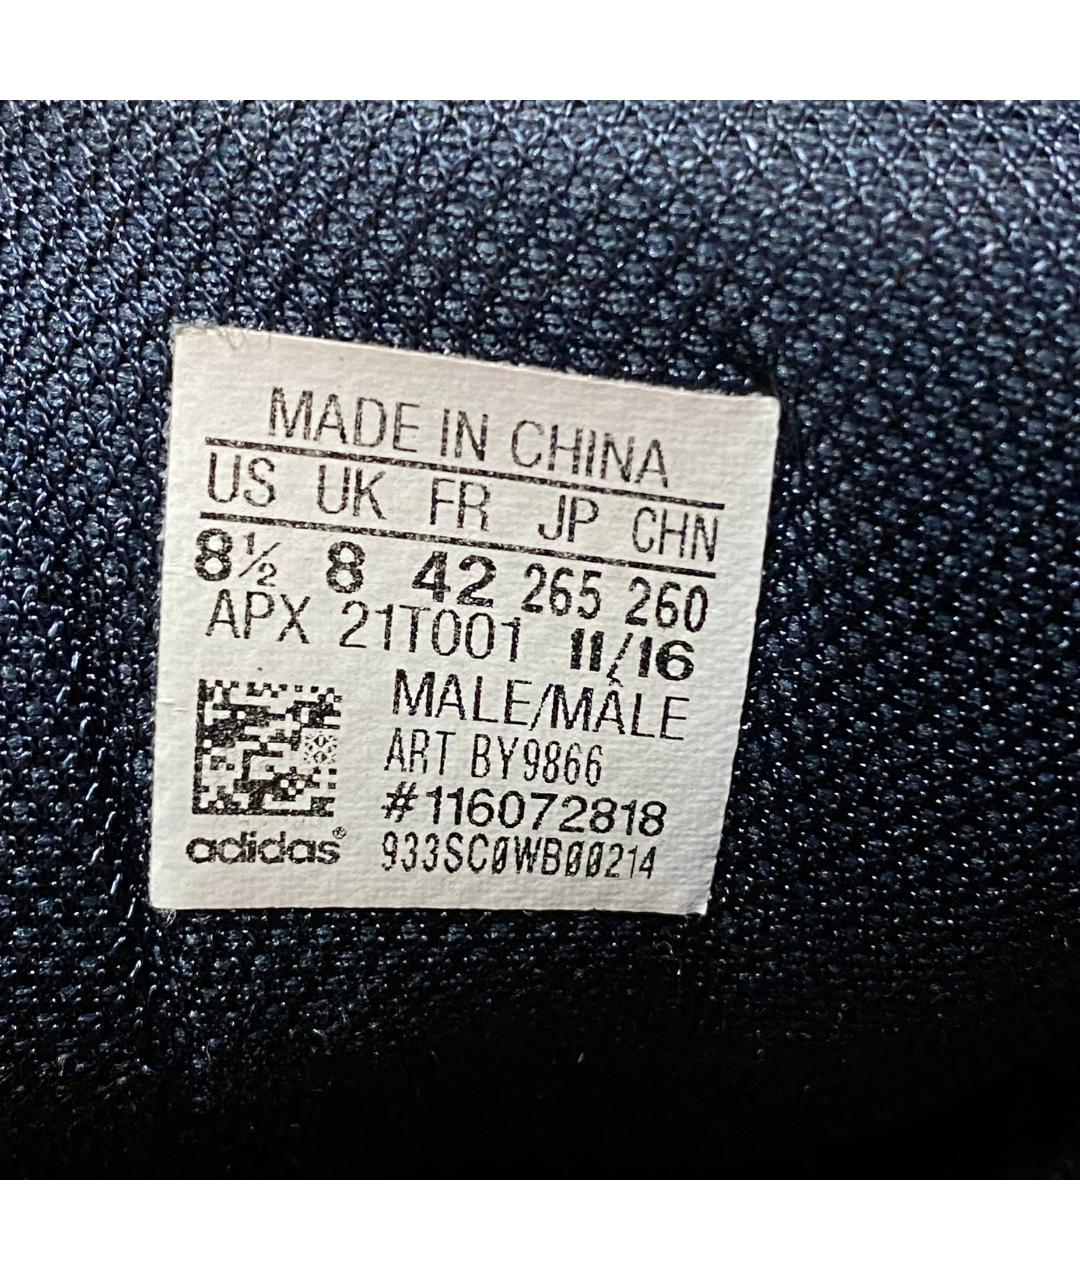 MADE IN CHINA
US UK FR JP CHN
8½ 8 42 265 260
APX 21T001 11/16
MALE/MÂLE
ART BY9866
#116072818
adidas® 933SC0WB00214